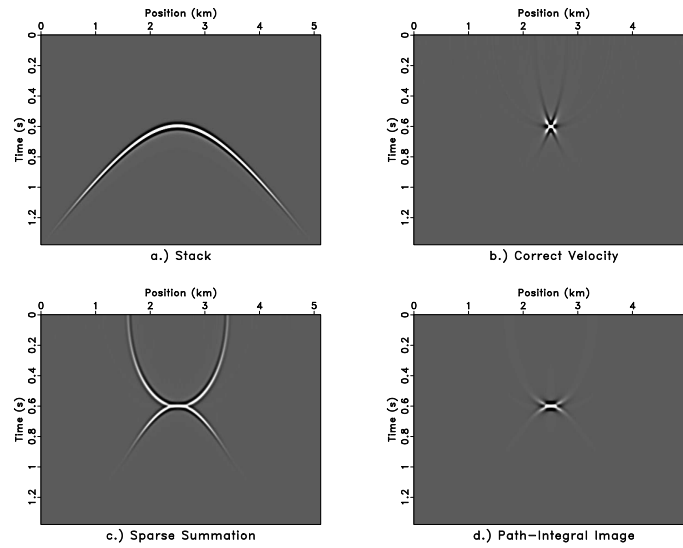 Position (km)
0 1 2 3 4 5
Time (s)
0 0.2 0.4 0.6 0.8 1 1.2
a.) Stack
Position (km)
0 1 2 3 4
Time (s)
0 0.2 0.4 0.6 0.8 1 1.2
b.) Correct Velocity
Position (km)
0 1 2 3 4 5
Time (s)
0 0.2 0.4 0.6 0.8 1 1.2
c.) Sparse Summation
Position (km)
0 1 2 3 4
Time (s)
0 0.2 0.4 0.6 0.8 1 1.2
d.) Path-Integral Image